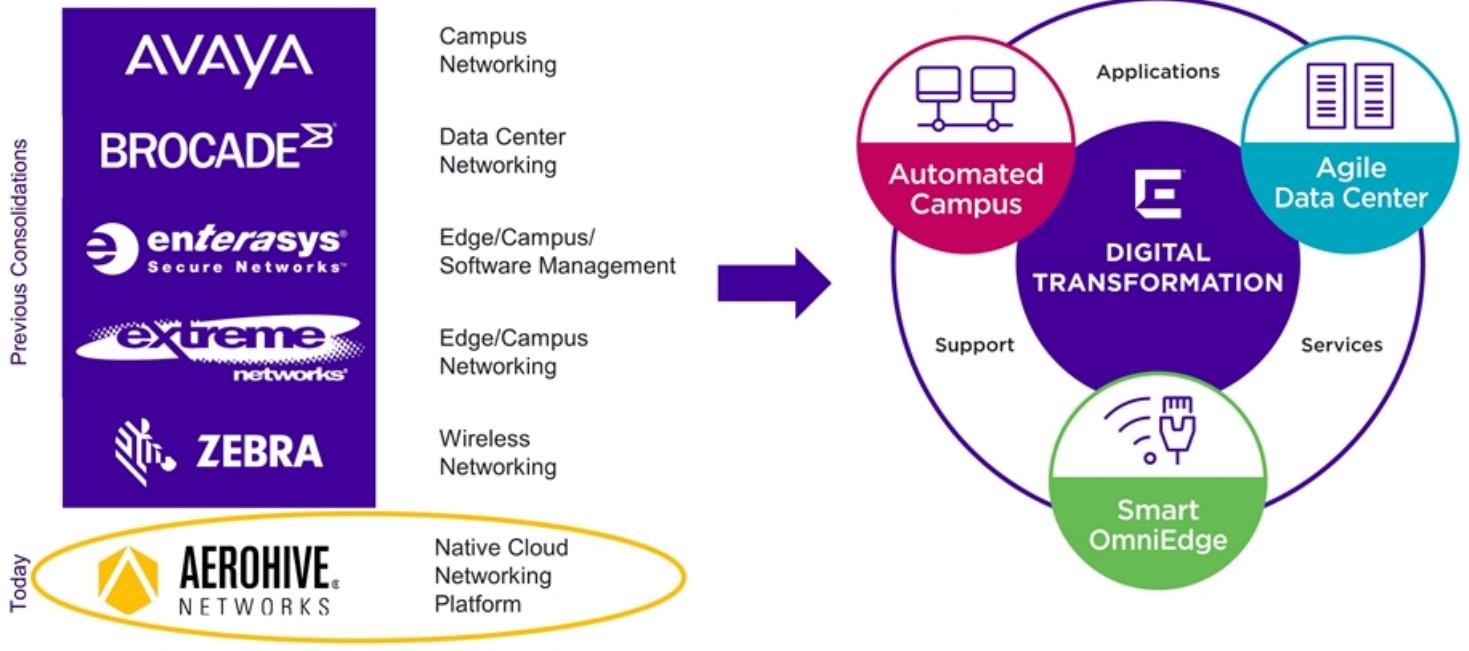 Previous Consolidations
AVAYA
Campus
Networking
BROCADE
Data Center
Networking
enterasys
Secure Networks™
Edge/Campus/
Software Management
extreme
networks®
Edge/Campus
Networking
ZEBRA
Wireless
Networking
Today
AEROHIVE
NETWORKS
Native Cloud
Networking
Platform
Applications
Automated
Campus
Agile
Data Center
DIGITAL
TRANSFORMATION
Support
Services
Smart
OmniEdge